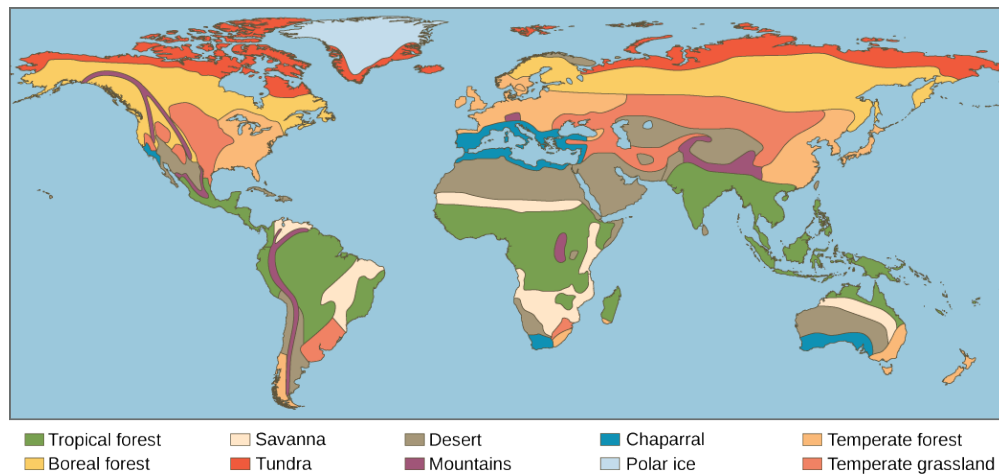 Tropical forest Savanna Desert Chaparral Temperate forest
Boreal forest Tundra Mountains Polar ice Temperate grassland